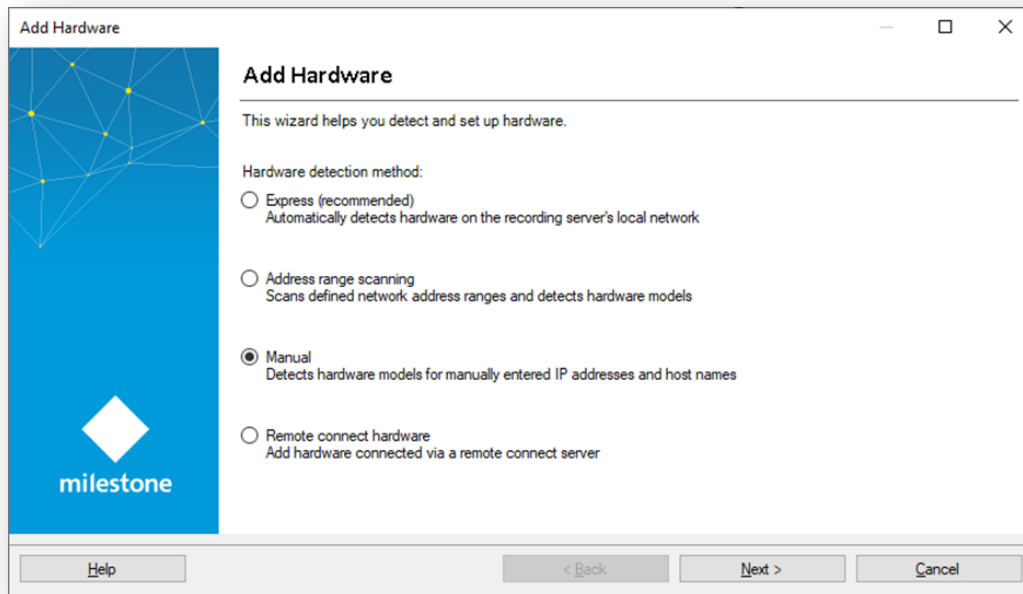 Add Hardware
Add Hardware
This wizard helps you detect and set up hardware.
Hardware detection method:
Express (recommended)
Automatically detects hardware on the recording server's local network
Address range scanning
Scans defined network address ranges and detects hardware models
Manual
Detects hardware models for manually entered IP addresses and host names
Remote connect hardware
Add hardware connected via a remote connect server
milestone
Help
< Back
Next >
Cancel